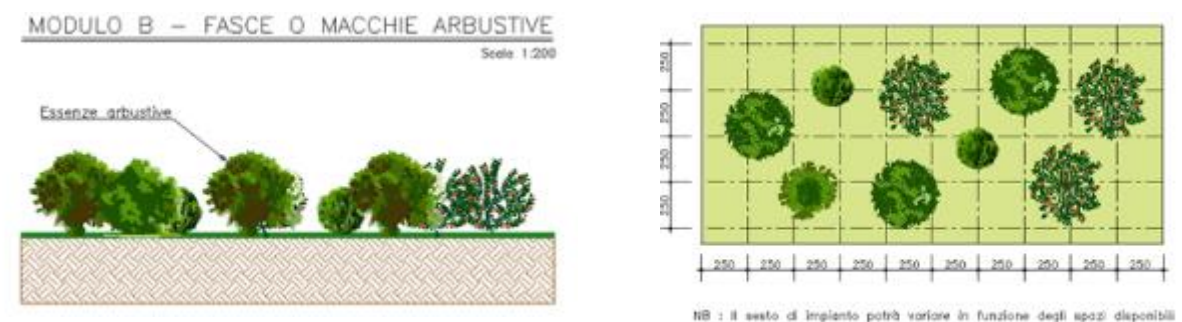 MODULO B – FASCE O MACCHIE ARBUSTIVE
Scala 1:200
Essenze arbustive
250
250
250
250
250 250 250 250 250 250 250 250 250 250
NB : Il sesto di impianto potrà variare in funzione degli spazi disponibili